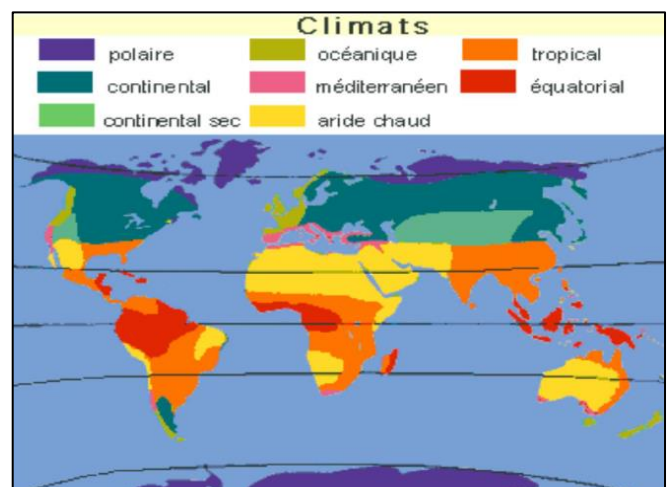 Climats
polaire océanique tropical
continental méditerranéen équatorial
continental sec aride chaud